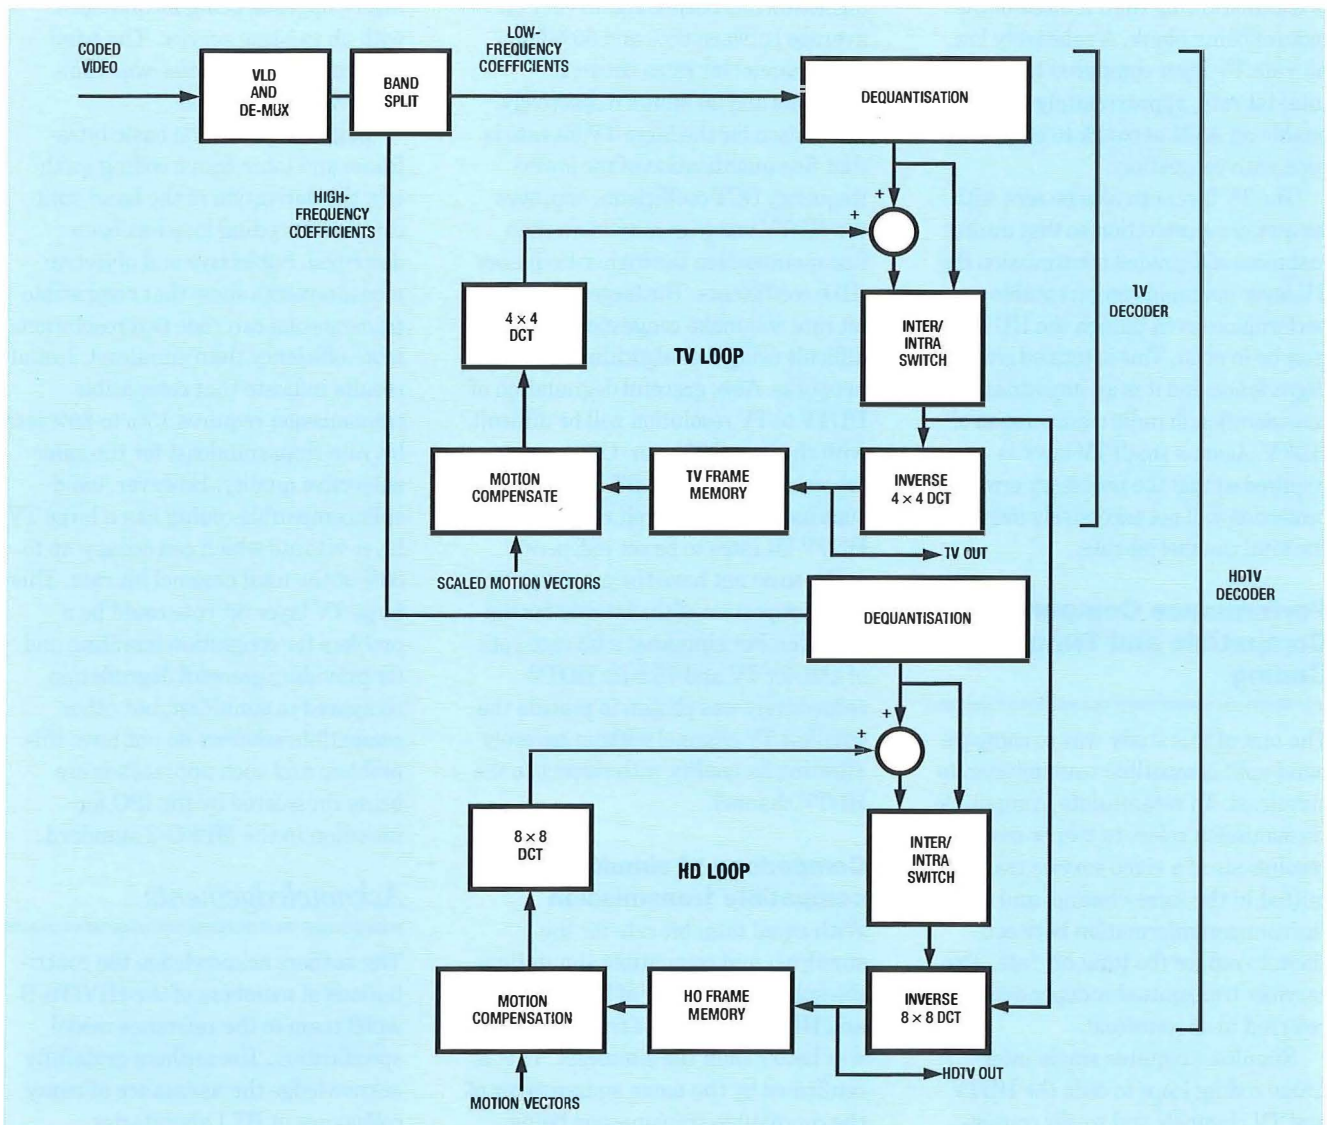 CODED
VIDEO
VLD
AND
DE-MUX
BAND
SPLIT
LOW-
FREQUENCY
COEFFICIENTS
DEQUANTISATION
HIGH-
FREQUENCY
COEFFICIENTS
+
+
4 × 4
DCT
TV LOOP
INTER/
INTRA
SWITCH
TV
DECODER
MOTION
COMPENSATE
TV FRAME
MEMORY
INVERSE
4 × 4 DCT
TV OUT
SCALED MOTION VECTORS
DEQUANTISATION
HDTV
DECODER
+
+
8 × 8
DCT
HD LOOP
INTER/
INTRA
SWITCH
MOTION
COMPENSATION
HO FRAME
MEMORY
INVERSE
8 × 8 DCT
HDTV OUT
MOTION VECTORS